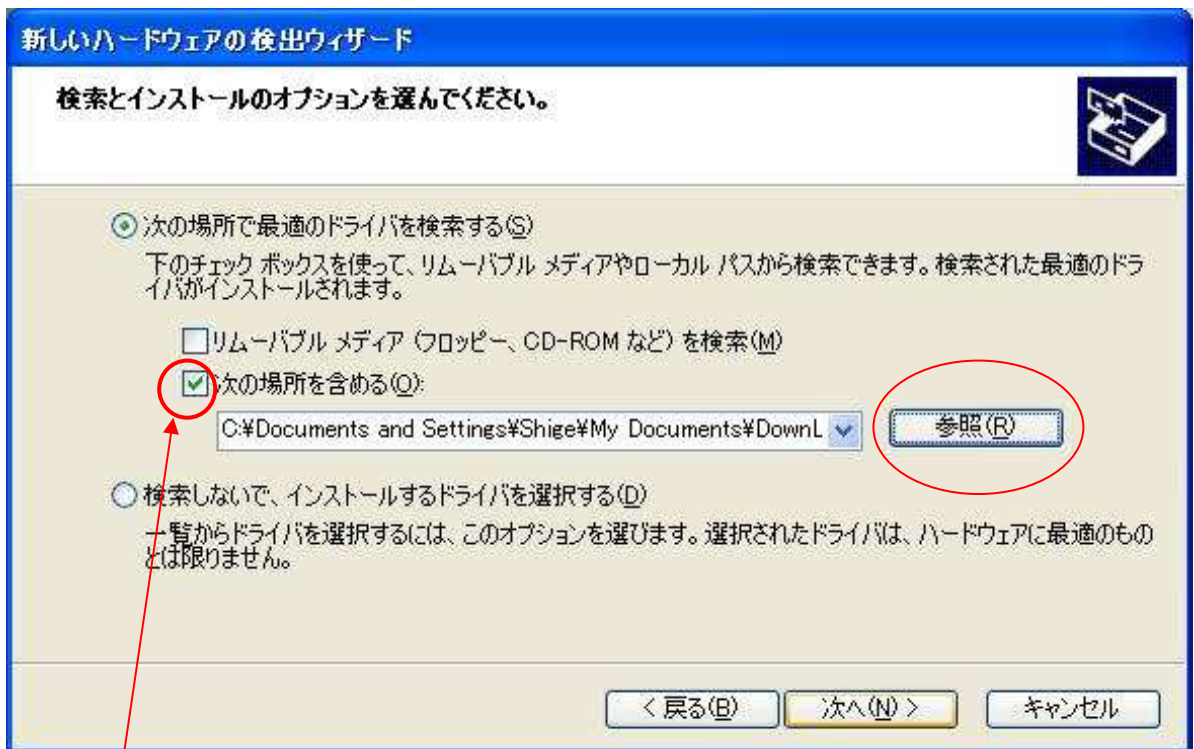 新しいハードウェアの検出ウィザード
検索とインストールのオプションを選んでください。
次の場所で最適のドライバを検索する(S)
下のチェック ボックスを使って、リムーバブル メディアやローカル パスから検索できます。検索された最適のドラ
イバがインストールされます。
リムーバブル メディア (フロッピー、CD-ROM など) を検索(M)
次の場所を含める(O):
C:¥Documents and Settings¥Shige¥My Documents¥DownL
参照(R)
検索しないで、インストールするドライバを選択する(D)
一覧からドライバを選択するには、このオプションを選びます。選択されたドライバは、ハードウェアに最適のもの
とは限りません。
< 戻る(B) 次へ(N) > キャンセル